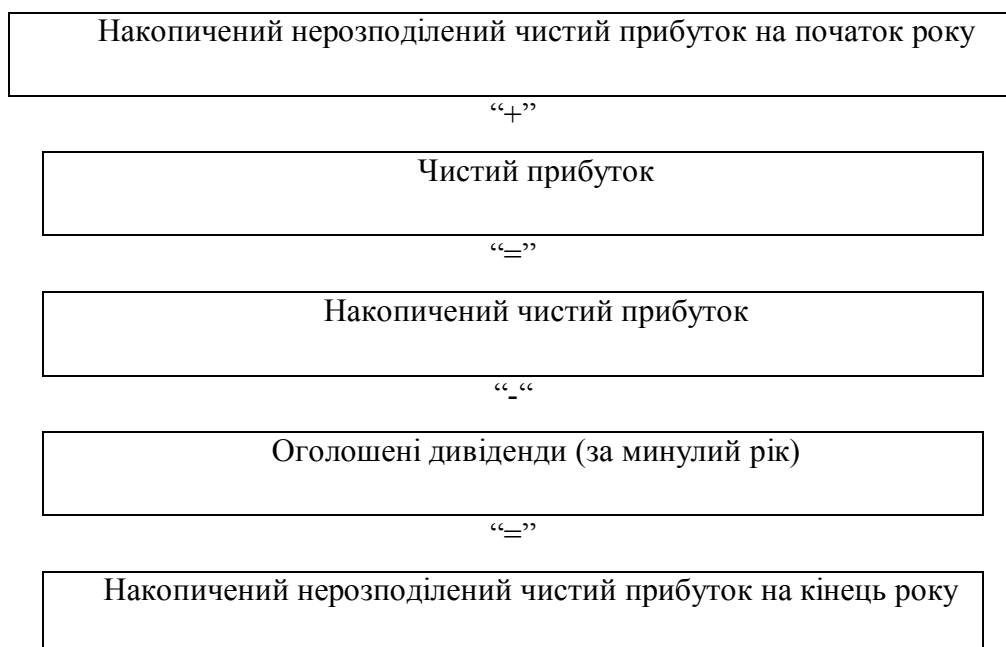 Накопичений нерозподілений чистий прибуток на початок року
“+”
Чистий прибуток
“=”
Накопичений чистий прибуток
“-“
Оголошені дивіденди (за минулий рік)
“=”
Накопичений нерозподілений чистий прибуток на кінець року